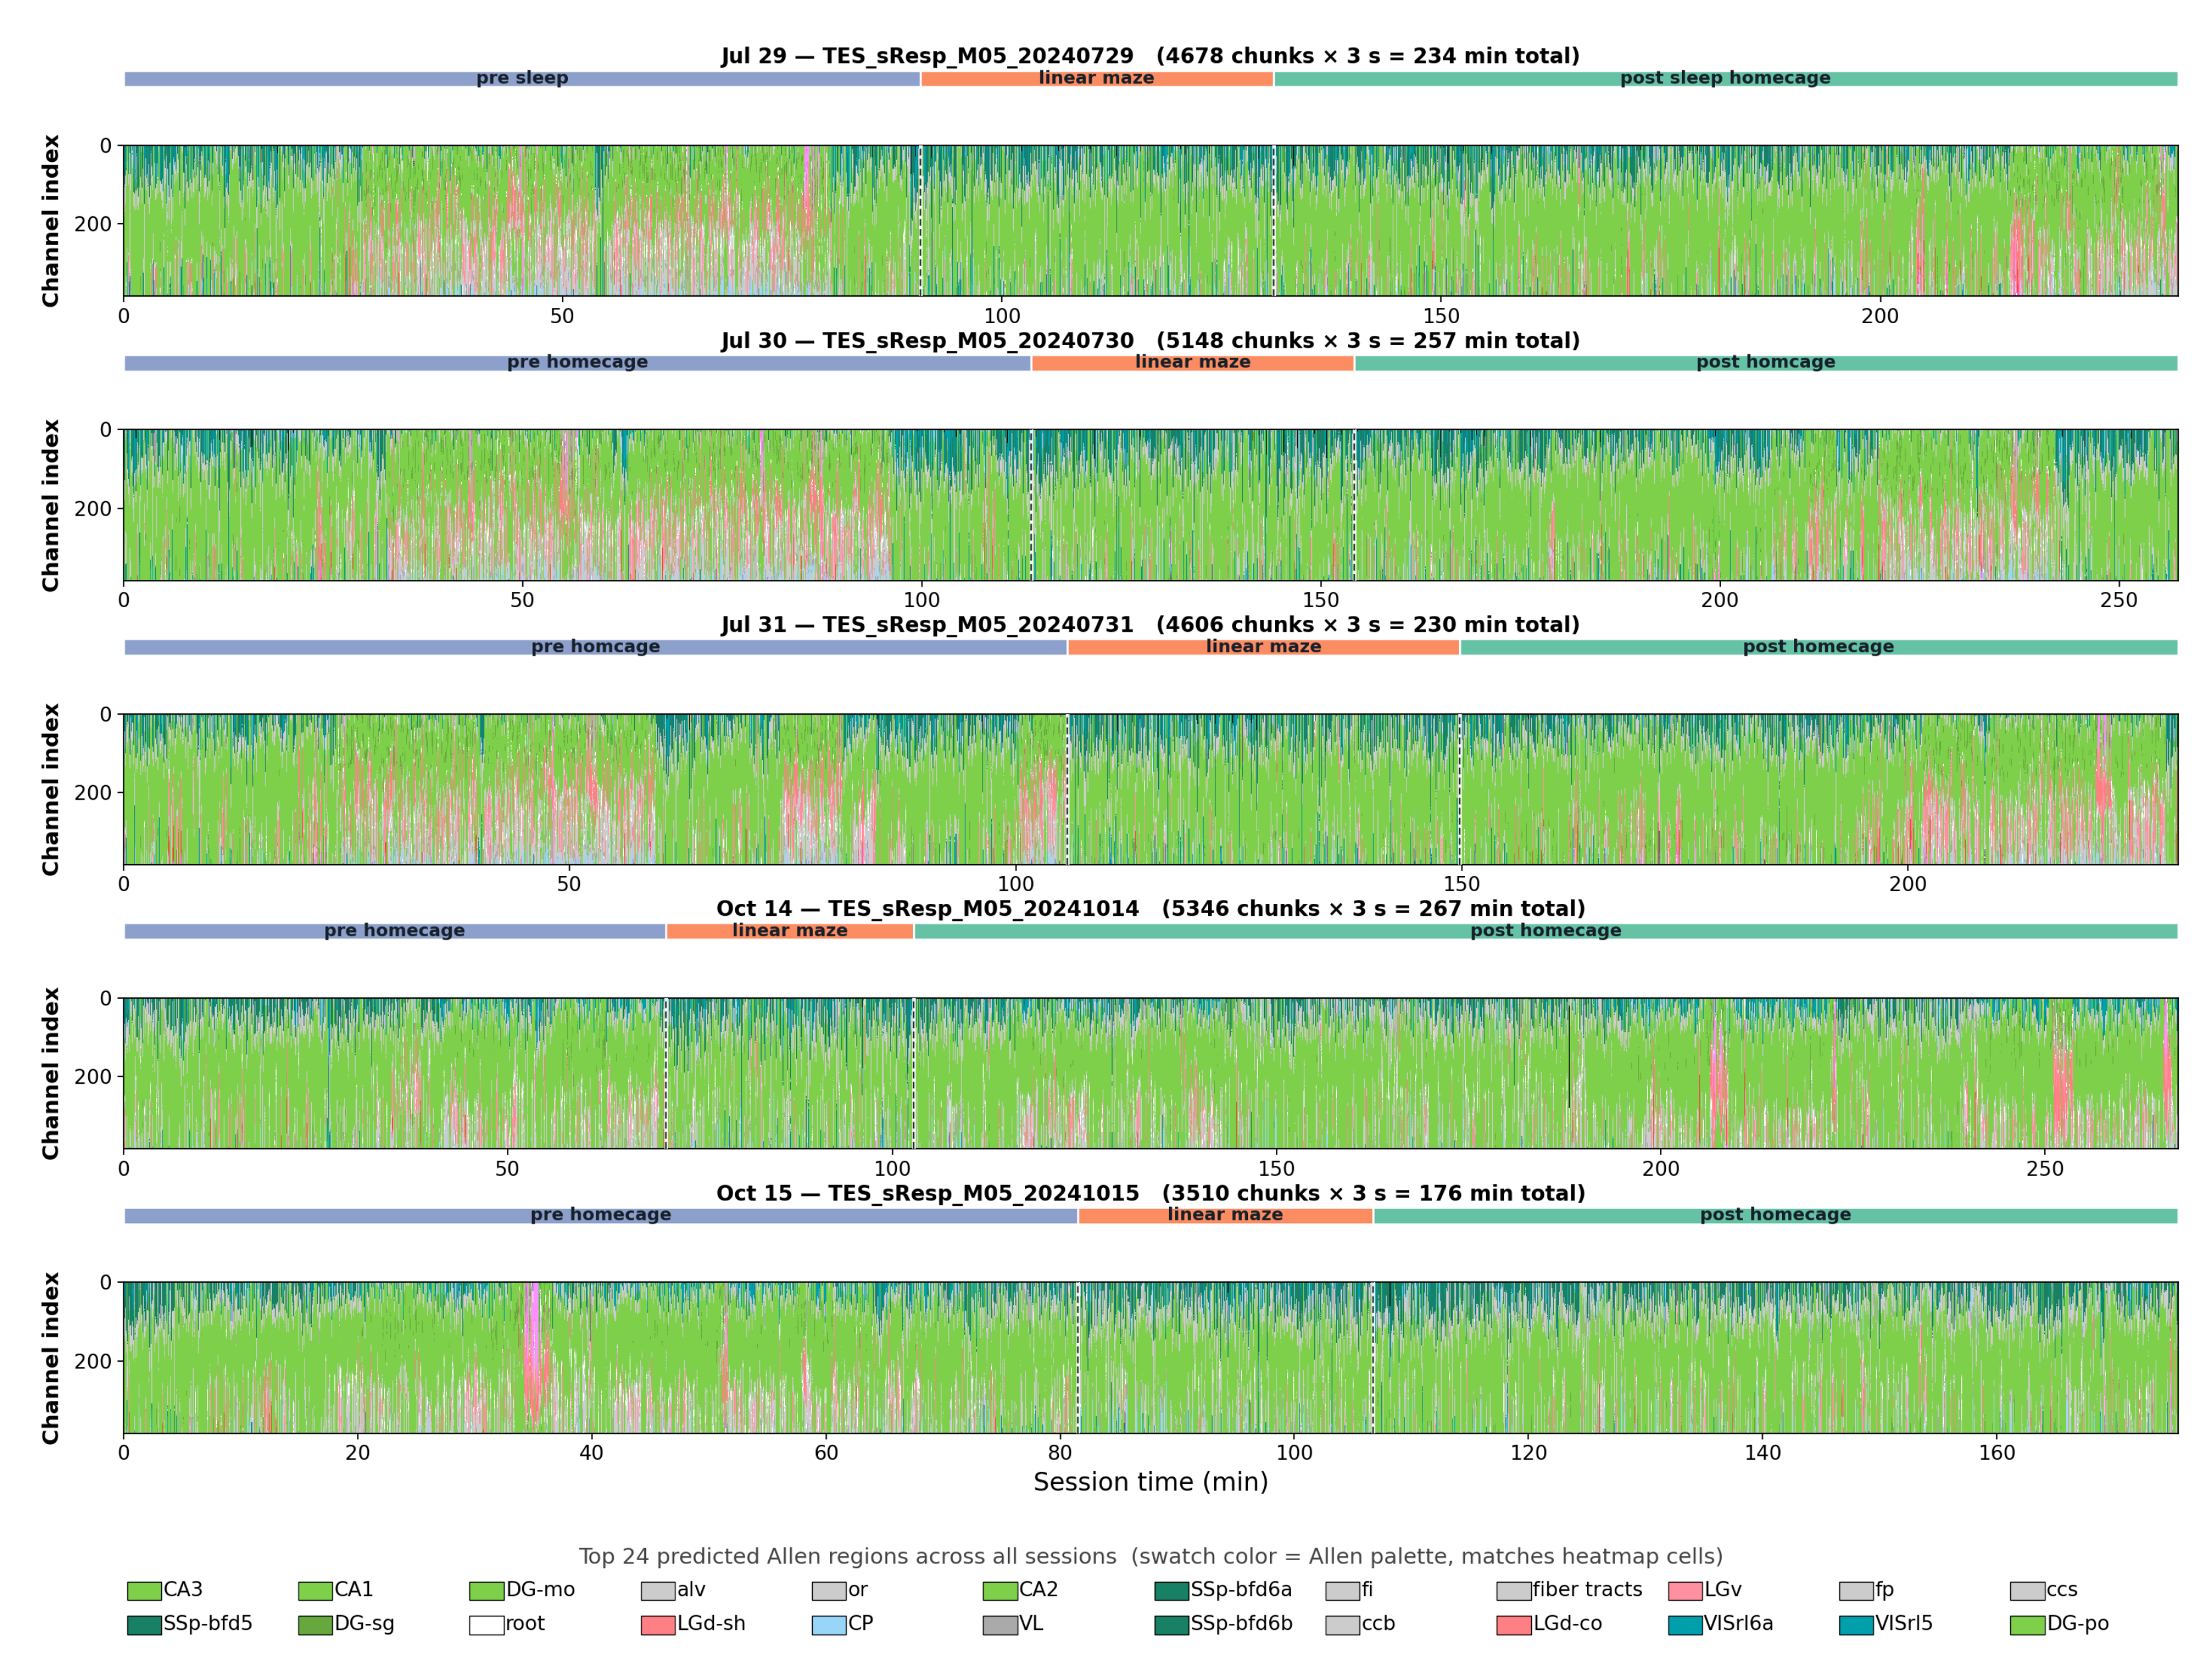 Jul 29 — TES_sResp_M05_20240729 (4678 chunks × 3 s = 234 min total)
pre sleep linear maze post sleep homecage
Channel index
0
200
0 50 100 150 200
Jul 30 — TES_sResp_M05_20240730 (5148 chunks × 3 s = 257 min total)
pre homecage linear maze post homcage
Channel index
0
200
0 50 100 150 200 250
Jul 31 — TES_sResp_M05_20240731 (4606 chunks × 3 s = 230 min total)
pre homcage linear maze post homecage
Channel index
0
200
0 50 100 150 200
Oct 14 — TES_sResp_M05_20241014 (5346 chunks × 3 s = 267 min total)
pre homecage linear maze post homecage
Channel index
0
200
0 50 100 150 200 250
Oct 15 — TES_sResp_M05_20241015 (3510 chunks × 3 s = 176 min total)
pre homecage linear maze post homecage
Channel index
0
200
0 20 40 60 80 100 120 140 160
Session time (min)
Top 24 predicted Allen regions across all sessions (swatch color = Allen palette, matches heatmap cells)
CA3 CA1 DG-mo alv or CA2 SSp-bfd6a fi fiber tracts LGv fp ccs
SSp-bfd5 DG-sg root LGd-sh CP VL SSp-bfd6b ccb LGd-co VISrl6a VISrl5 DG-po